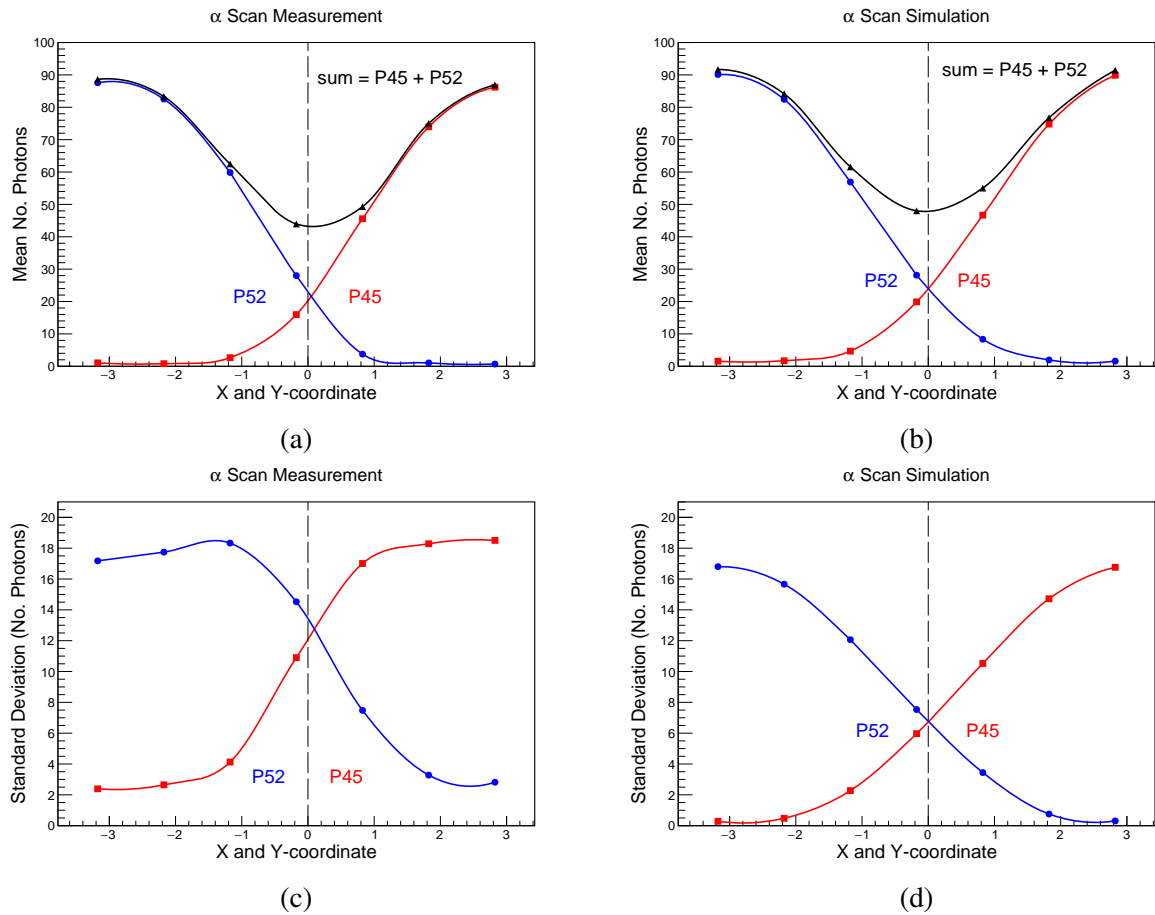 α Scan Measurement
sum = P45 + P52
P52
P45
Mean No. Photons
0 10 20 30 40 50 60 70 80 90 100
−3 −2 −1 0 1 2 3
X and Y-coordinate
(a)
α Scan Simulation
sum = P45 + P52
P52
P45
Mean No. Photons
0 10 20 30 40 50 60 70 80 90 100
−3 −2 −1 0 1 2 3
X and Y-coordinate
(b)
α Scan Measurement
P52
P45
Standard Deviation (No. Photons)
0 2 4 6 8 10 12 14 16 18 20
−3 −2 −1 0 1 2 3
X and Y-coordinate
(c)
α Scan Simulation
P52
P45
Standard Deviation (No. Photons)
0 2 4 6 8 10 12 14 16 18 20
−3 −2 −1 0 1 2 3
X and Y-coordinate
(d)